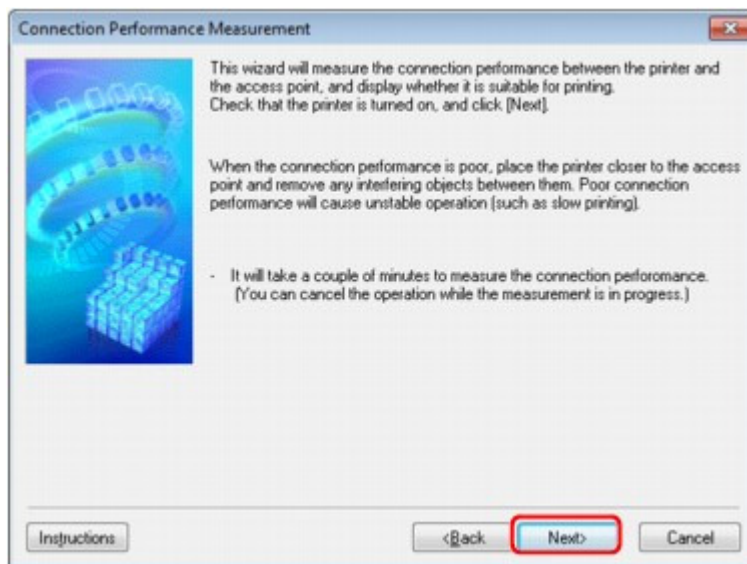 Connection Performance Measurement
This wizard will measure the connection performance between the printer and
the access point, and display whether it is suitable for printing.
Check that the printer is turned on, and click [Next].
When the connection performance is poor, place the printer closer to the access
point and remove any interfering objects between them. Poor connection
performance will cause unstable operation (such as slow printing).
- It will take a couple of minutes to measure the connection perforomance.
(You can cancel the operation while the measurement is in progress.)
Instructions <Back Next> Cancel